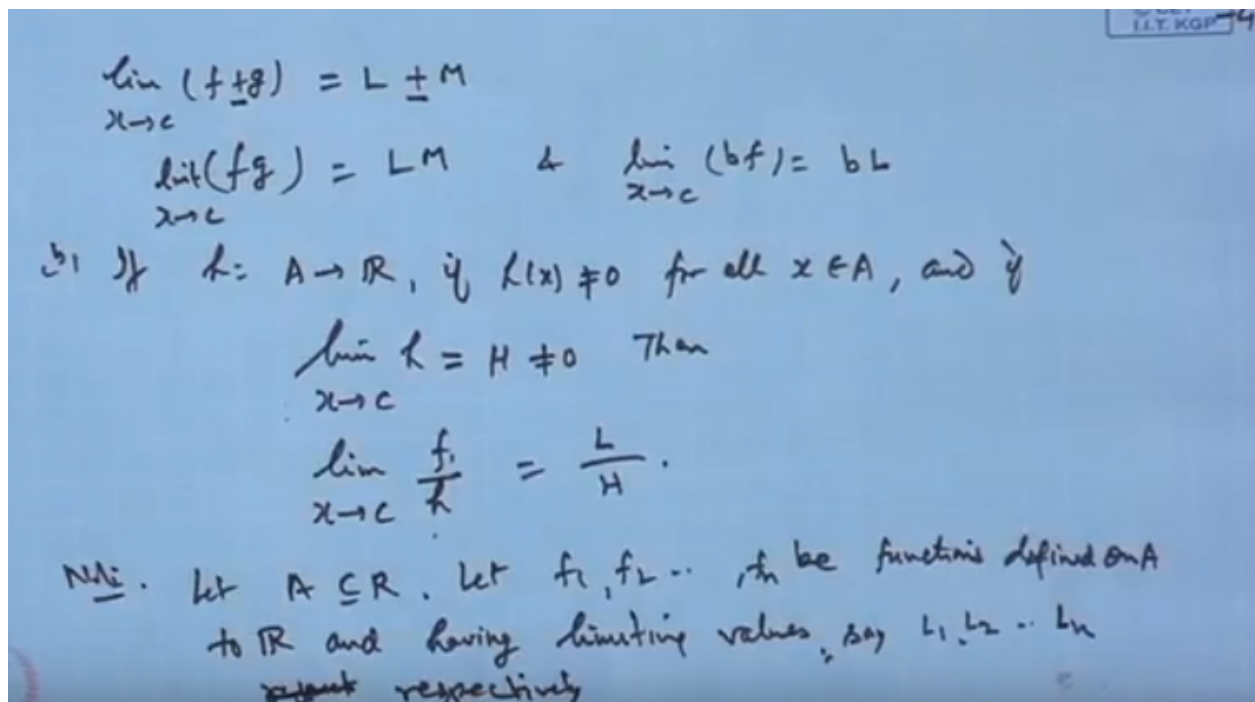 I.I.T. KGP
lim (f ± g) = L ± M
x→c
limit (fg) = LM & lim (bf) = bL
x→c x→c
If h: A → ℝ, if h(x) ≠ 0 for all x ∈ A, and if
lim h = H ≠ 0 Then
x→c
lim f/h = L/H.
x→c
Note. Let A ⊆ R. Let f1, f2 .. , fn be functions defined on A
to ℝ and having limiting values, say L1, L2 .. Ln
respectively